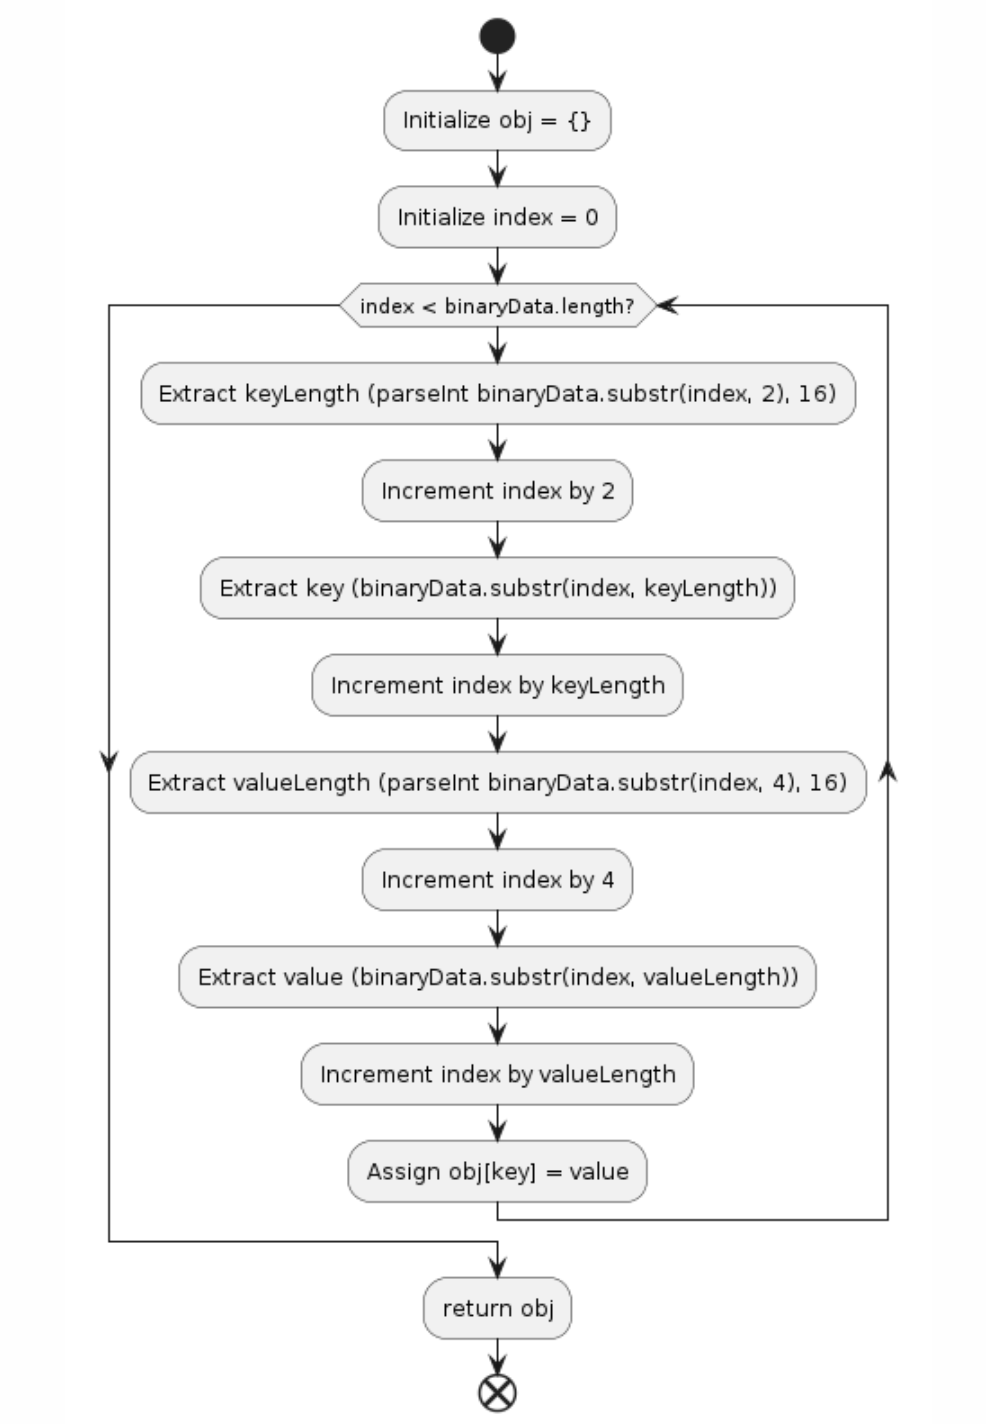 Initialize obj = {}
Initialize index = 0
index < binaryData.length?
Extract keyLength (parseInt binaryData.substr(index, 2), 16)
Increment index by 2
Extract key (binaryData.substr(index, keyLength))
Increment index by keyLength
Extract valueLength (parseInt binaryData.substr(index, 4), 16)
Increment index by 4
Extract value (binaryData.substr(index, valueLength))
Increment index by valueLength
Assign obj[key] = value
return obj